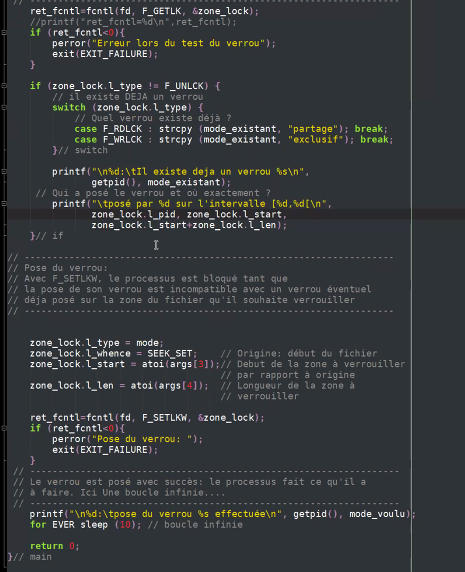 // ------------------------------------------------------------------
ret_fcntl=fcntl(fd, F_GETLK, &zone_lock);
//printf("ret_fcntl=%d\n",ret_fcntl);
if (ret_fcntl<0){
perror("Erreur lors du test du verrou");
exit(EXIT_FAILURE);
}
if (zone_lock.l_type != F_UNLCK) {
// il existe DEJA un verrou
switch (zone_lock.l_type) {
// Quel verrou existe déjà ?
case F_RDLCK : strcpy (mode_existant, "partage"); break;
case F_WRLCK : strcpy (mode_existant, "exclusif"); break;
}// switch
printf("\n%d:\tIl existe deja un verrou %s\n",
getpid(), mode_existant);
// Qui a posé le verrou et ou exactement ?
printf("\tposé par %d sur l'intervalle [%d,%d[\n",
zone_lock.l_pid, zone_lock.l_start,
zone_lock.l_start+zone_lock.l_len);
}// if
// ------------------------------------------------------------------
// Pose du verrou:
// Avec F_SETLKW, le processus est bloqué tant que
// la pose de son verrou est incompatible avec un verrou éventuel
// déja posé sur la zone du fichier qu'il souhaite verrouiller
// ------------------------------------------------------------------
zone_lock.l_type = mode;
zone_lock.l_whence = SEEK_SET; // Origine: début du fichier
zone_lock.l_start = atoi(args[3]);// Debut de la zone à verrouiller
// par rapport à origine
zone_lock.l_len = atoi(args[4]); // Longueur de la zone à
// verrouiller
ret_fcntl=fcntl(fd, F_SETLKW, &zone_lock);
if (ret_fcntl<0){
perror("Pose du verrou: ");
exit(EXIT_FAILURE);
}
// ------------------------------------------------------------------
// Le verrou est posé avec succès: le processus fait ce qu'il a
// à faire. Ici Une boucle infinie....
// ------------------------------------------------------------------
printf("\n%d:\tpose du verrou %s effectuée\n", getpid(), mode_voulu);
for EVER sleep (10); // boucle infinie
return 0;
}// main